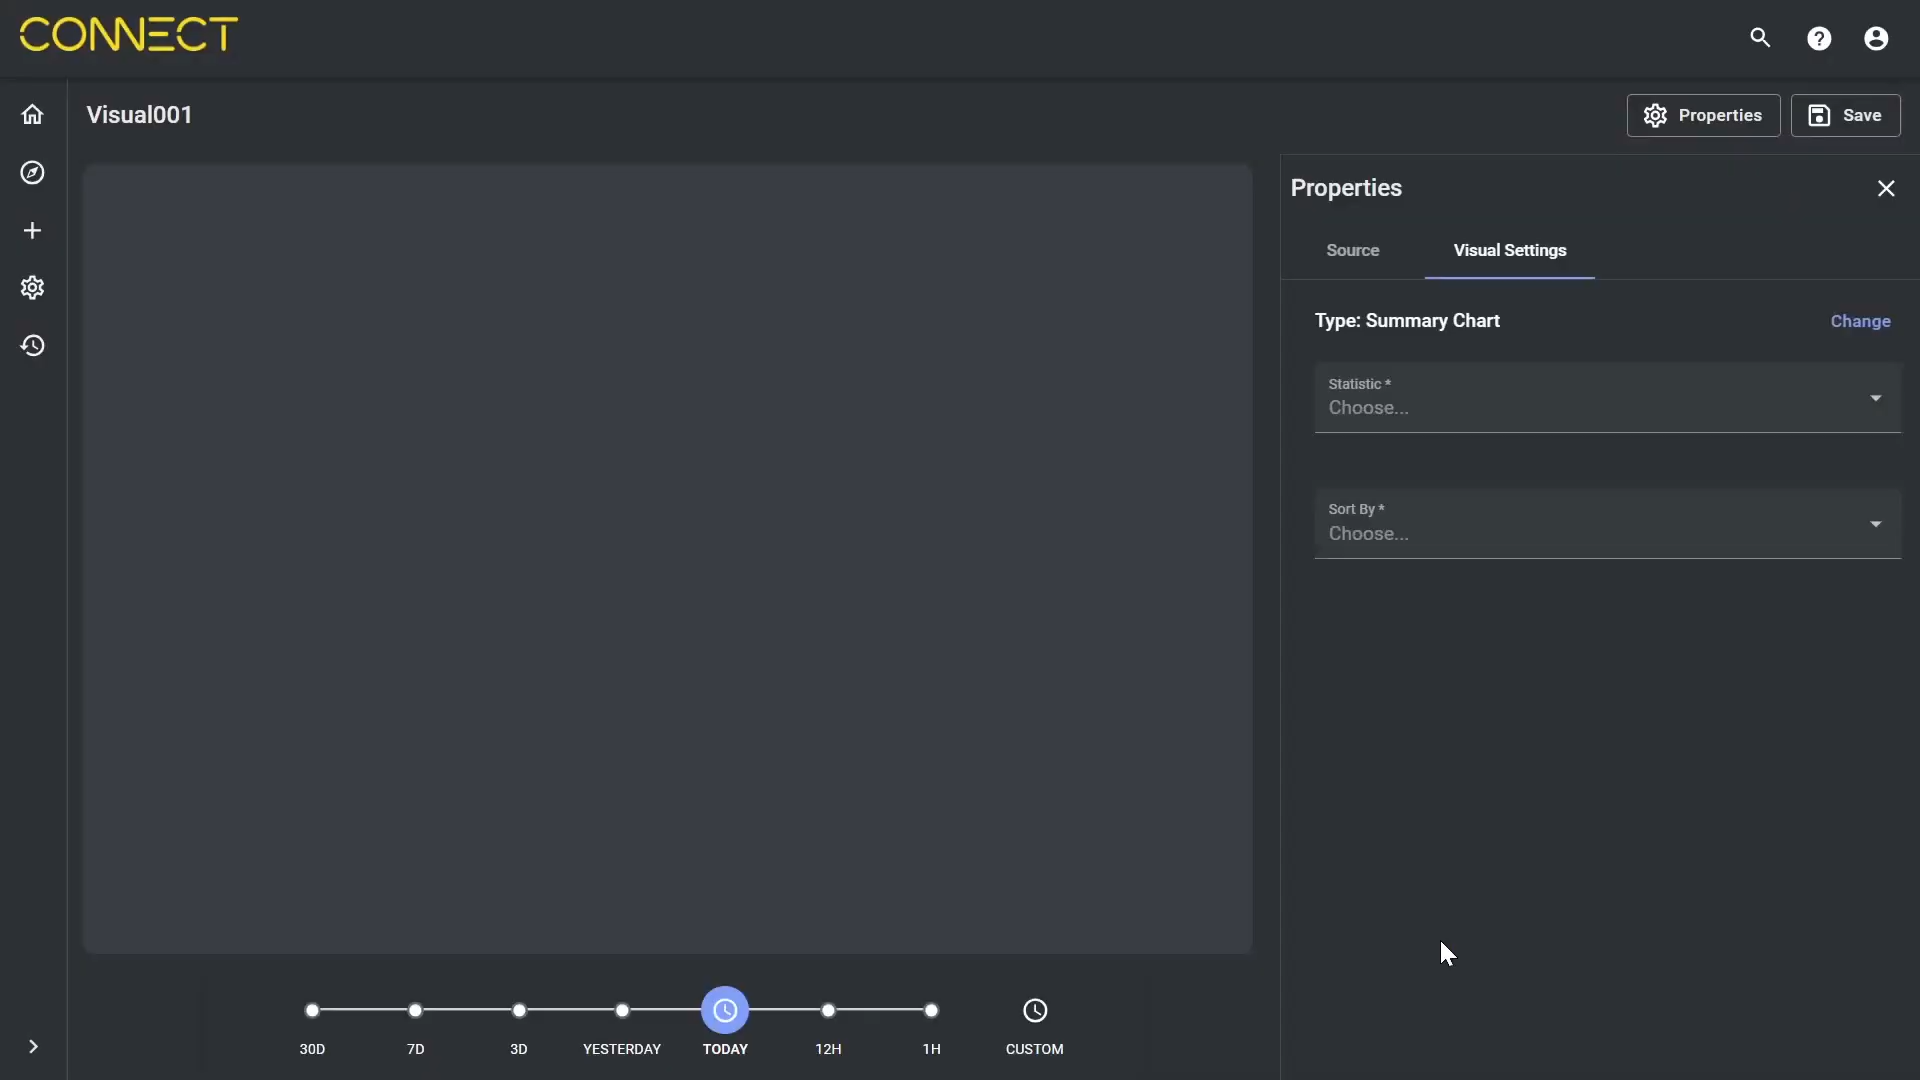 CONNECT
Visual001
Properties
Save
Properties
Source
Visual Settings
Type: Summary Chart
Change
Statistic *
Choose...
Sort By *
Choose...
30D
7D
3D
YESTERDAY
TODAY
12H
1H
CUSTOM